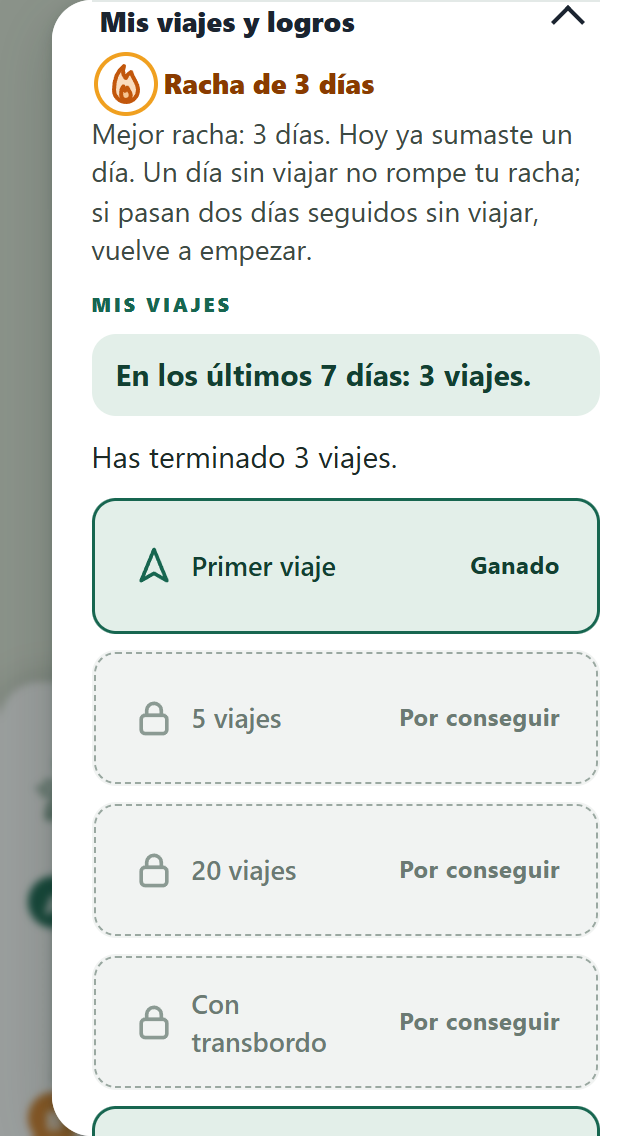 Mis viajes y logros
Racha de 3 días
Mejor racha: 3 días. Hoy ya sumaste un
día. Un día sin viajar no rompe tu racha;
si pasan dos días seguidos sin viajar,
vuelve a empezar.
MIS VIAJES
En los últimos 7 días: 3 viajes.
Has terminado 3 viajes.
Primer viaje Ganado
5 viajes Por conseguir
20 viajes Por conseguir
Con
transbordo Por conseguir